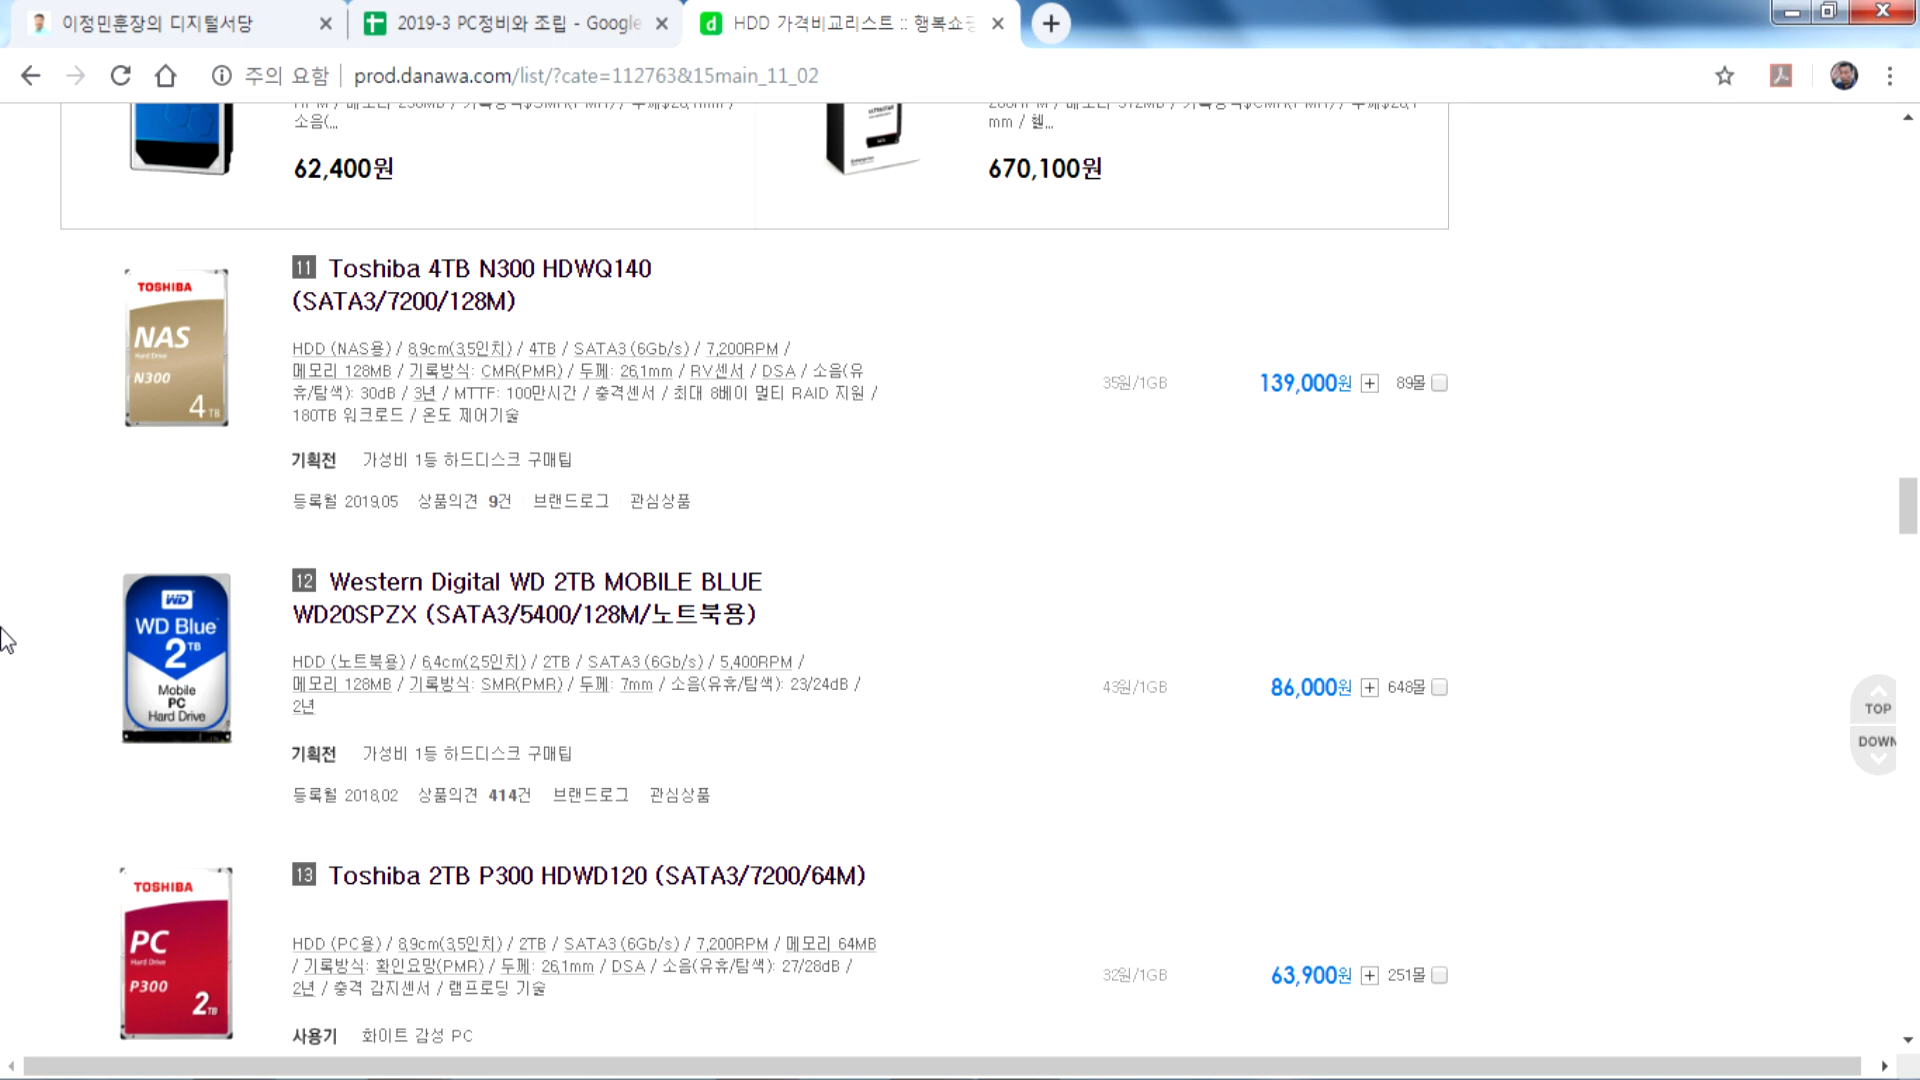 이정민훈장의 디지털서당
2019-3 PC정비와 조립 - Google
HDD 가격비교리스트 :: 행복쇼핑
주의 요함
prod.danawa.com/list/?cate=112763&15main_11_02
소음(...
62,400원
mm / 헬...
670,100원
TOSHIBA
NAS
Hard Drive
N300
4TB
11 Toshiba 4TB N300 HDWQ140
(SATA3/7200/128M)
HDD (NAS용) / 8.9cm(3.5인치) / 4TB / SATA3 (6Gb/s) / 7,200RPM /
메모리 128MB / 기록방식: CMR(PMR) / 두께: 26.1mm / RV센서 / DSA / 소음(유
휴/탐색): 30dB / 3년 / MTTF: 100만시간 / 충격센서 / 최대 8베이 멀티 RAID 지원 /
180TB 워크로드 / 온도 제어기술
35원/1GB
139,000원
89몰
기획전 가성비 1등 하드디스크 구매팁
등록월 2019.05 상품의견 9건 브랜드로그 관심상품
WD
WD Blue
2TB
Mobile
PC
Hard Drive
12 Western Digital WD 2TB MOBILE BLUE
WD20SPZX (SATA3/5400/128M/노트북용)
HDD (노트북용) / 6.4cm(2.5인치) / 2TB / SATA3 (6Gb/s) / 5,400RPM /
메모리 128MB / 기록방식: SMR(PMR) / 두께: 7mm / 소음(유휴/탐색): 23/24dB /
2년
43원/1GB
86,000원
648몰
기획전 가성비 1등 하드디스크 구매팁
등록월 2018.02 상품의견 414건 브랜드로그 관심상품
TOP
DOWN
TOSHIBA
PC
Hard Drive
P300
2TB
13 Toshiba 2TB P300 HDWD120 (SATA3/7200/64M)
HDD (PC용) / 8.9cm(3.5인치) / 2TB / SATA3 (6Gb/s) / 7,200RPM / 메모리 64MB
/ 기록방식: 확인요망(PMR) / 두께: 26.1mm / DSA / 소음(유휴/탐색): 27/28dB /
2년 / 충격 감지센서 / 램프로딩 기술
32원/1GB
63,900원
251몰
사용기 화이트 감성 PC